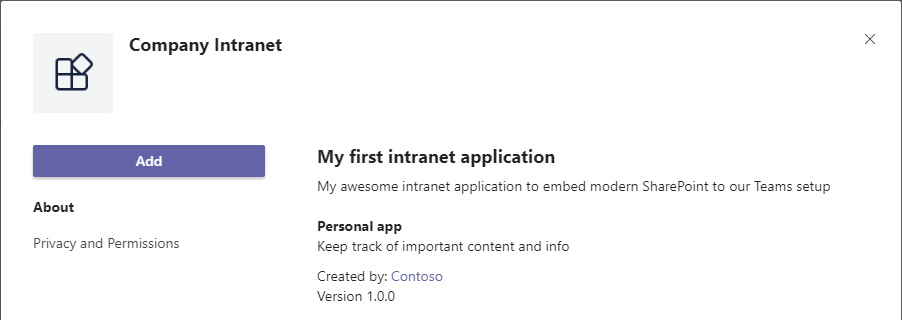 Company Intranet
Add
About
Privacy and Permissions
My first intranet application
My awesome intranet application to embed modern SharePoint to our Teams setup
Personal app
Keep track of important content and info
Created by: Contoso
Version 1.0.0